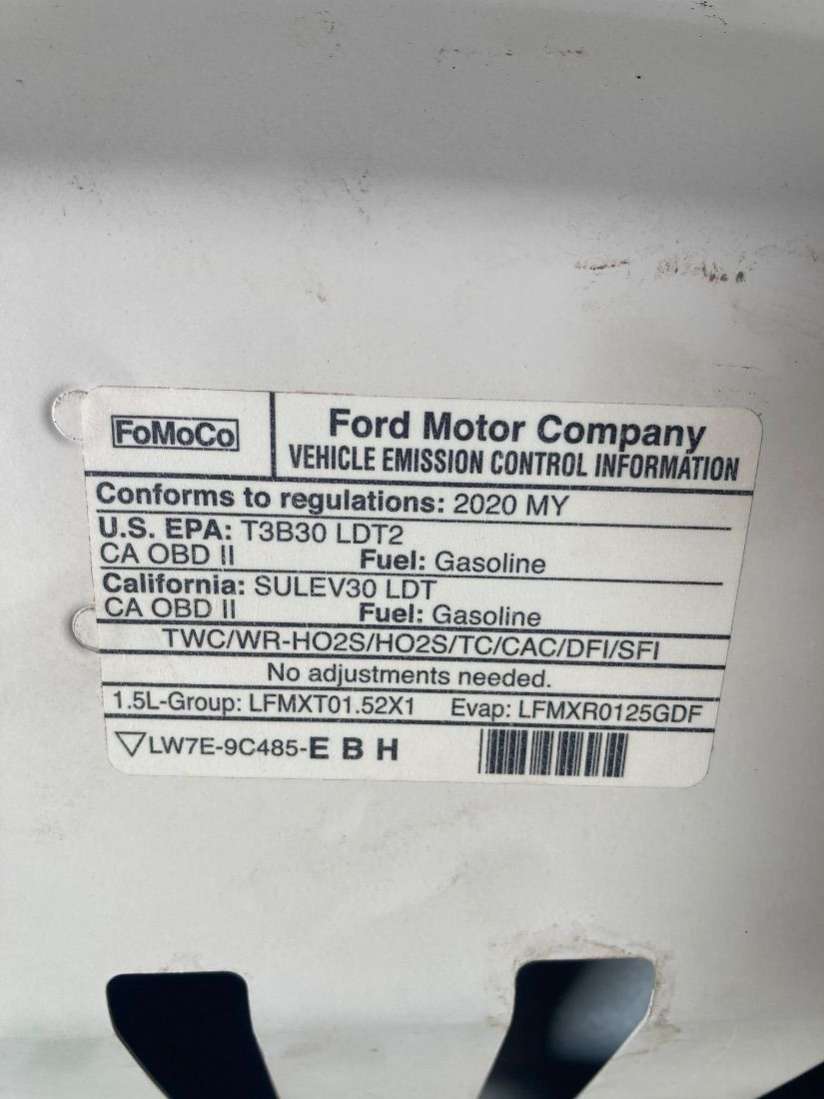 FoMoCo
Ford Motor Company
VEHICLE EMISSION CONTROL INFORMATION
Conforms to regulations: 2020 MY
U.S. EPA: T3B30 LDT2
CA OBD II Fuel: Gasoline
California: SULEV30 LDT
CA OBD II Fuel: Gasoline
TWC/WR-HO2S/HO2S/TC/CAC/DFI/SFI
No adjustments needed.
1.5L-Group: LFMXT01.52X1 Evap: LFMXR0125GDF
LW7E-9C485-E B H